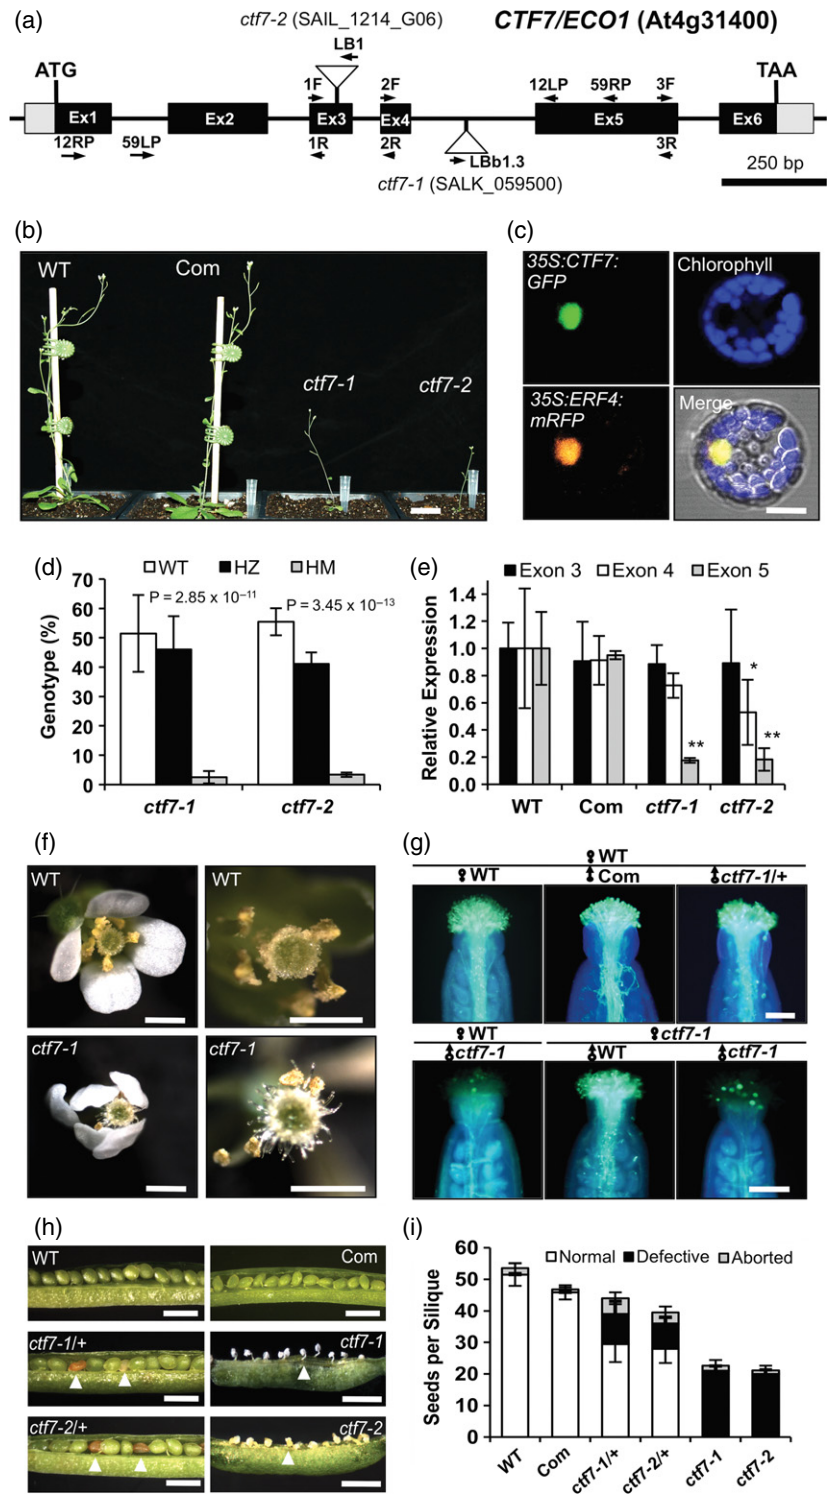 (a)
ctf7-2 (SAIL_1214_G06)
CTF7/ECO1 (At4g31400)
LB1
ATG
1F
2F
12LP
59RP
3F
TAA
Ex1
Ex2
Ex3
Ex4
Ex5
Ex6
12RP
59LP
1R
2R
LBb1.3
3R
ctf7-1 (SALK_059500)
250 bp
(b)
WT
Com
ctf7-1
ctf7-2
(c)
35S:CTF7:
GFP
Chlorophyll
35S:ERF4:
mRFP
Merge
(d)
WT HZ HM
P = 2.85 x 10−11
P = 3.45 x 10−13
Genotype (%)
70
60
50
40
30
20
10
0
ctf7-1
ctf7-2
(e)
Exon 3 Exon 4 Exon 5
Relative Expression
1.4
1.2
1.0
0.8
0.6
0.4
0.2
0.0
**
*
**
WT
Com
ctf7-1
ctf7-2
(f)
WT
WT
ctf7-1
ctf7-1
(g)
WT
WT
Com
ctf7-1/+
WT
ctf7-1
ctf7-1
WT
ctf7-1
(h)
WT
Com
ctf7-1/+
ctf7-1
ctf7-2/+
ctf7-2
(i)
Normal Defective Aborted
Seeds per Silique
60
50
40
30
20
10
0
WT
Com
ctf7-1/+
ctf7-2/+
ctf7-1
ctf7-2